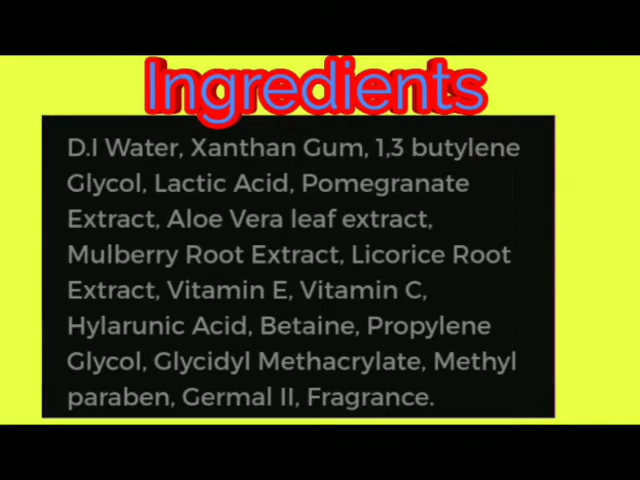 Ingredients
D.I Water, Xanthan Gum, 1,3 butylene
Glycol, Lactic Acid, Pomegranate
Extract, Aloe Vera leaf extract,
Mulberry Root Extract, Licorice Root
Extract, Vitamin E, Vitamin C,
Hylarunic Acid, Betaine, Propylene
Glycol, Glycidyl Methacrylate, Methyl
paraben, Germal II, Fragrance.